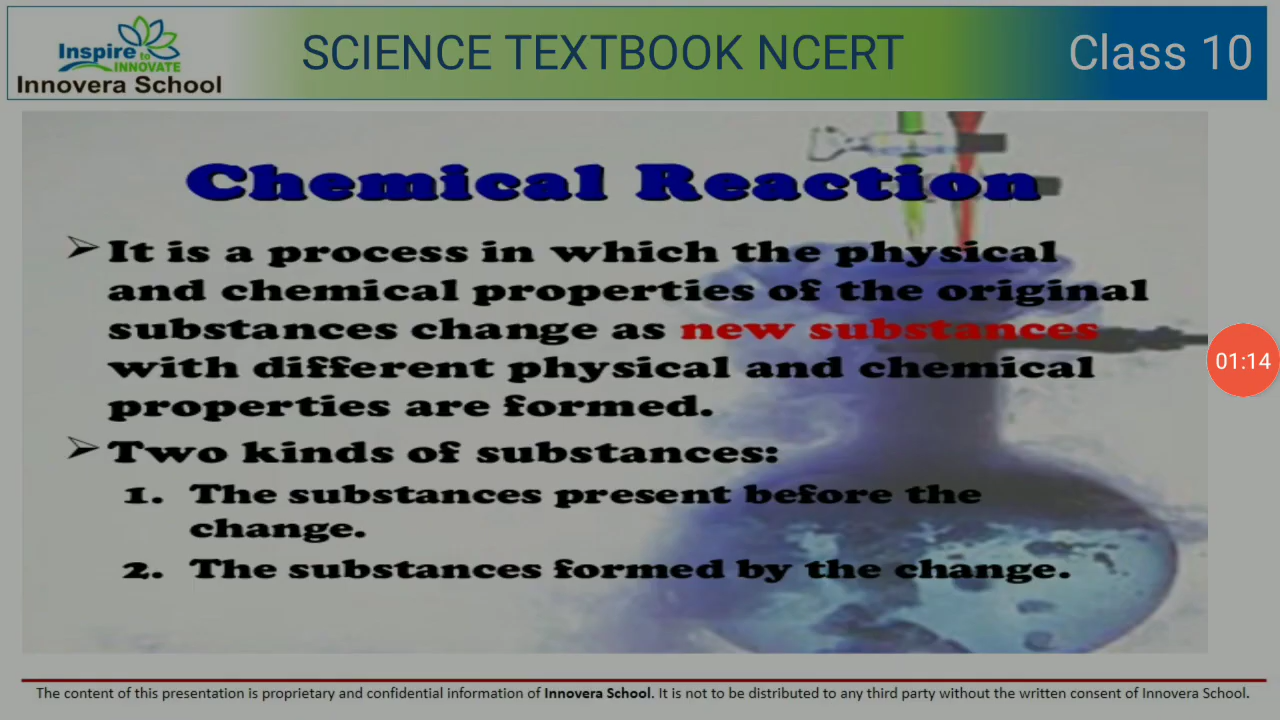 Inspire
to
INNOVATE
Innovera School
SCIENCE TEXTBOOK NCERT
Class 10
Chemical Reaction
➢ It is a process in which the physical
and chemical properties of the original
substances change as new substances
with different physical and chemical
properties are formed.
➢ Two kinds of substances:
1. The substances present before the
change.
2. The substances formed by the change.
01:14
The content of this presentation is proprietary and confidential information of Innovera School. It is not to be distributed to any third party without the written consent of Innovera School.